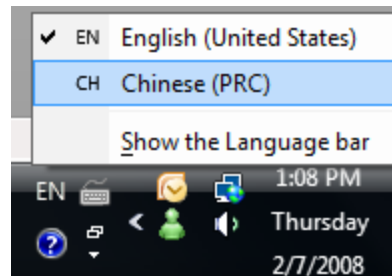 EN English (United States)
CH Chinese (PRC)
Show the Language bar
EN 1:08 PM
Thursday
2/7/2008